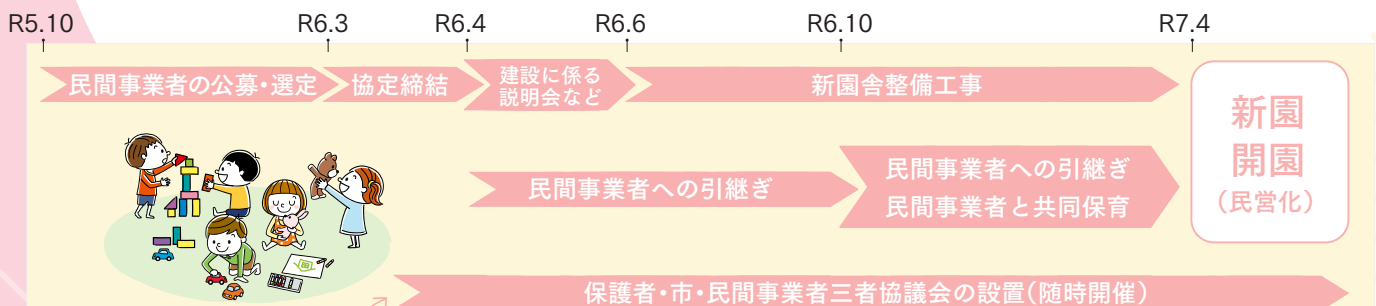 R5.10
R6.3
R6.4
R6.6
R6.10
R7.4
民間事業者の公募・選定
協定締結
建設に係る
説明会など
新園舎整備工事
新園
開園
(民営化)
民間事業者への引継ぎ
民間事業者への引継ぎ
民間事業者と共同保育
保護者・市・民間事業者三者協議会の設置(随時開催)